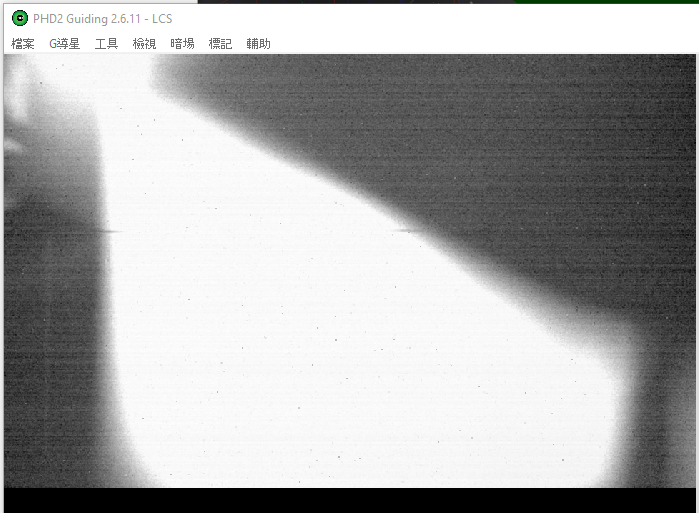 PHD2 Guiding 2.6.11 - LCS
檔案 G導星 工具 檢視 暗場 標記 輔助